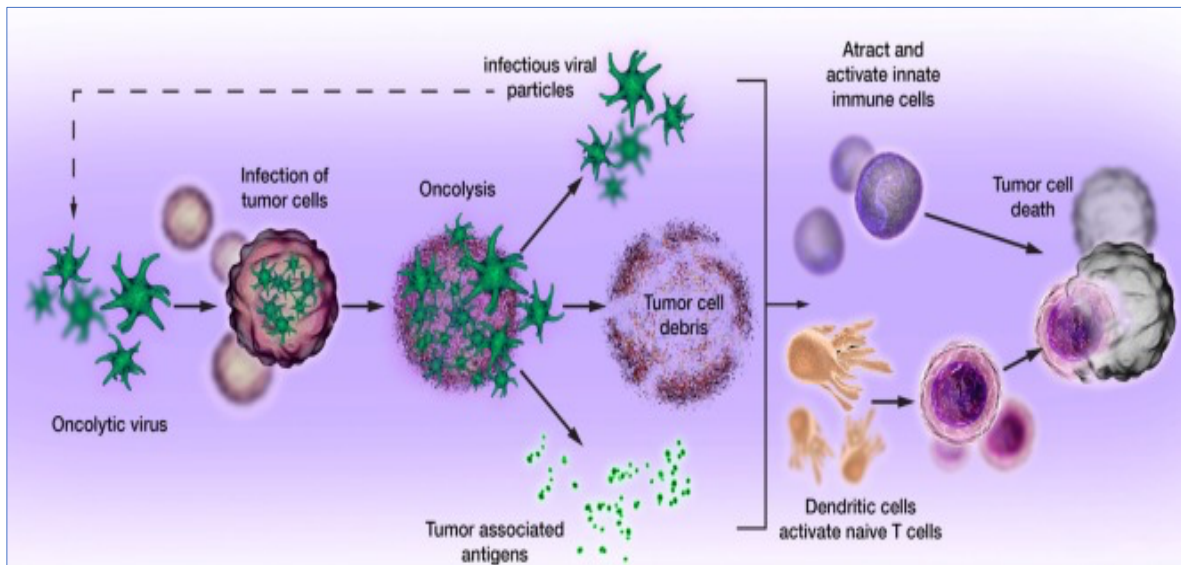 infectious viral
particles
Atract and
activate innate
immune cells
Infection of
tumor cells
Oncolysis
Tumor cell
death
Tumor cell
debris
Oncolytic virus
Tumor associated
antigens
Dendritic cells
activate naive T cells